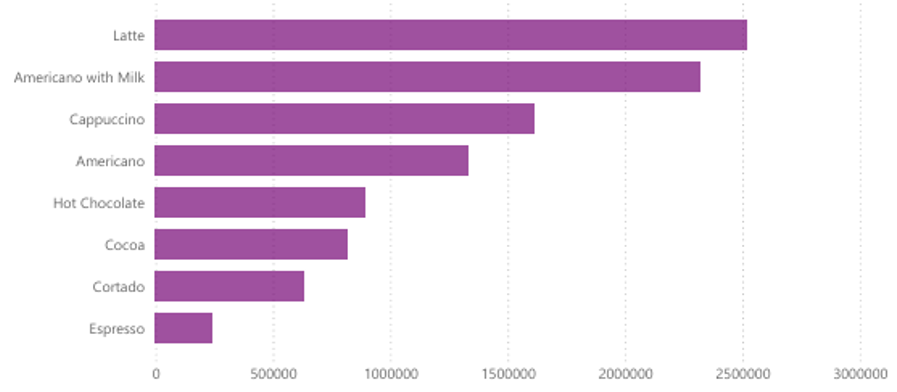 Latte
Americano with Milk
Cappuccino
Americano
Hot Chocolate
Cocoa
Cortado
Espresso
0 500000 1000000 1500000 2000000 2500000 3000000